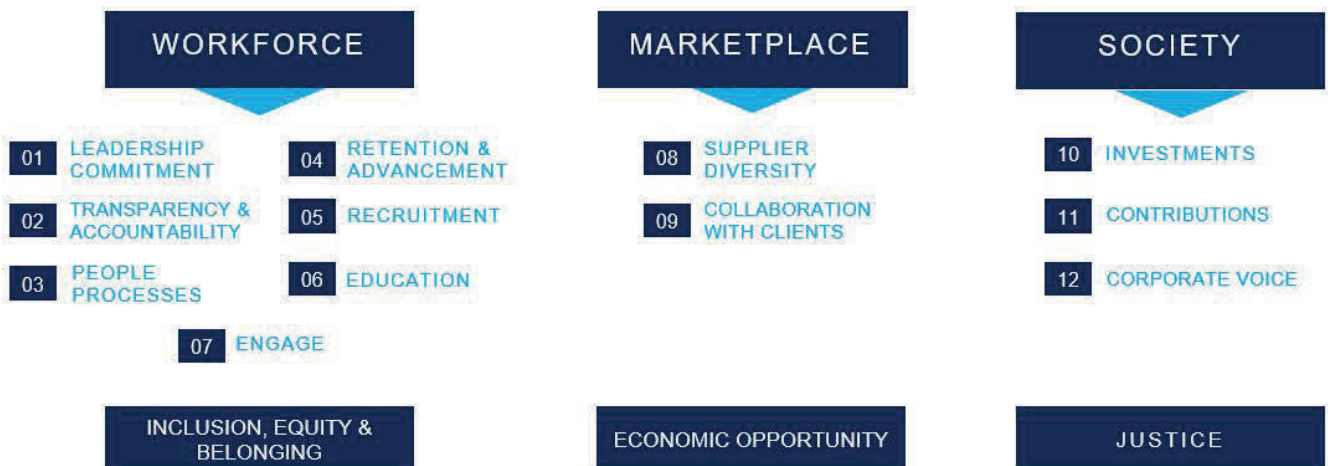 WORKFORCE
01
LEADERSHIP
COMMITMENT
02
TRANSPARENCY &
ACCOUNTABILITY
03
PEOPLE
PROCESSES
04
RETENTION &
ADVANCEMENT
05
RECRUITMENT
06
EDUCATION
07
ENGAGE
INCLUSION, EQUITY &
BELONGING
MARKETPLACE
08
SUPPLIER
DIVERSITY
09
COLLABORATION
WITH CLIENTS
ECONOMIC OPPORTUNITY
SOCIETY
10
INVESTMENTS
11
CONTRIBUTIONS
12
CORPORATE VOICE
JUSTICE